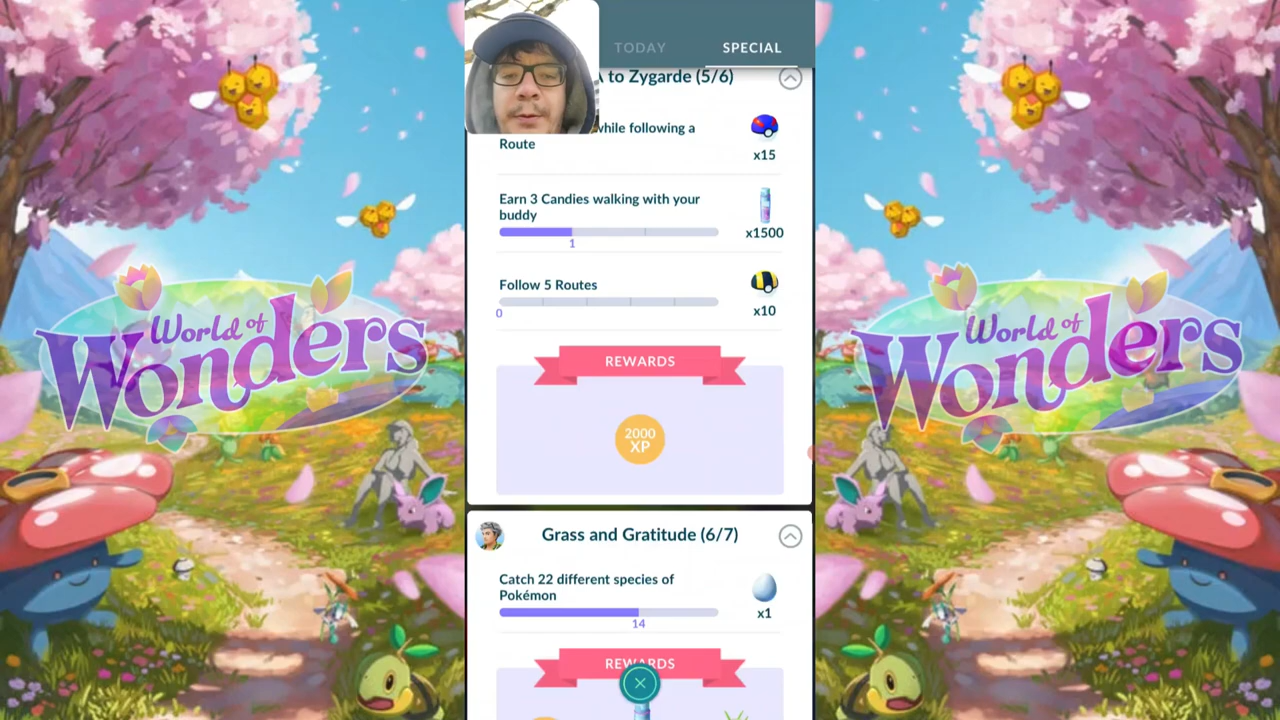 TODAY
SPECIAL
to Zygarde (5/6)
while following a
Route
x15
Earn 3 Candies walking with your
buddy
x1500
1
Follow 5 Routes
0
x10
REWARDS
2000
XP
Grass and Gratitude (6/7)
Catch 22 different species of
Pokémon
x1
14
REWARDS
World of
Wonders
World of
Wonders